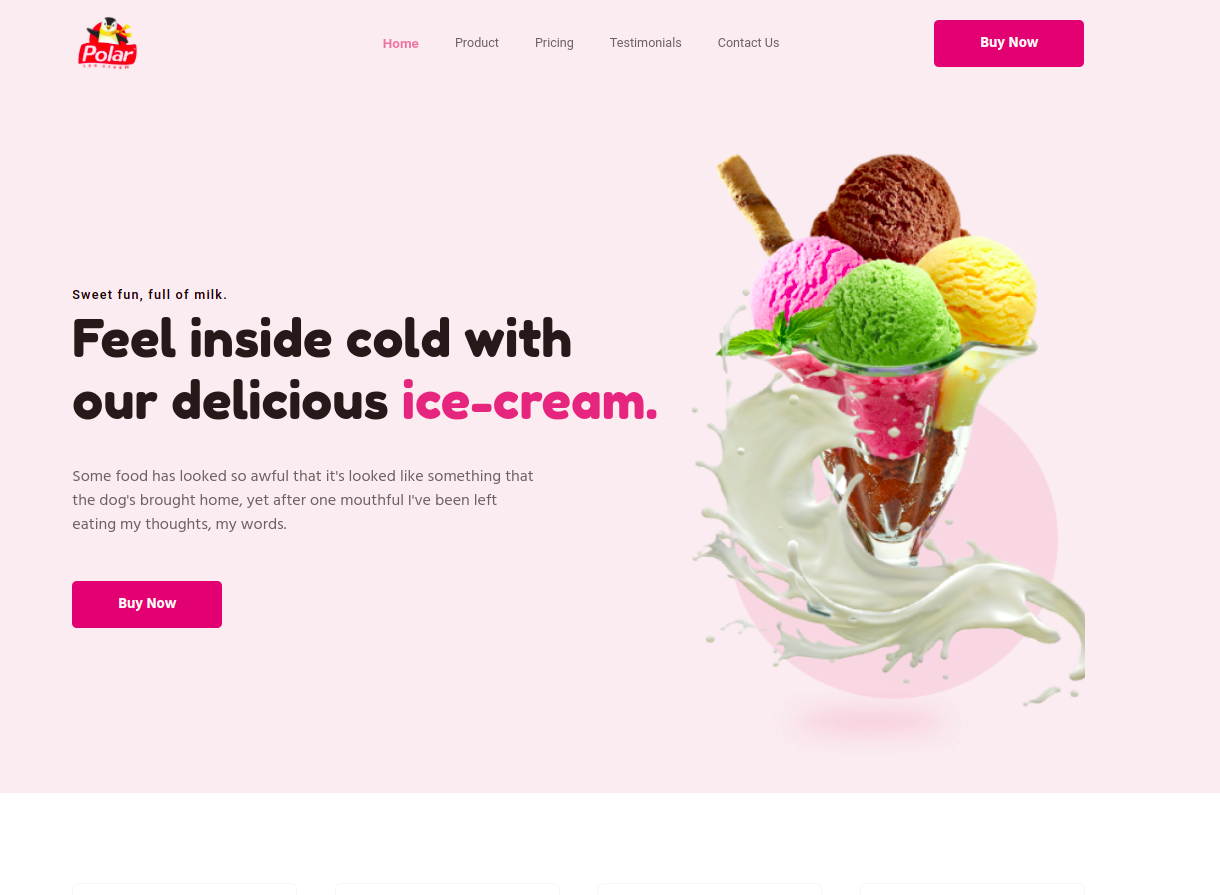 Polar
ICE CREAM
Home
Product
Pricing
Testimonials
Contact Us
Buy Now
Sweet fun, full of milk.
Feel inside cold with
our delicious ice-cream.
Some food has looked so awful that it's looked like something that
the dog's brought home, yet after one mouthful I've been left
eating my thoughts, my words.
Buy Now